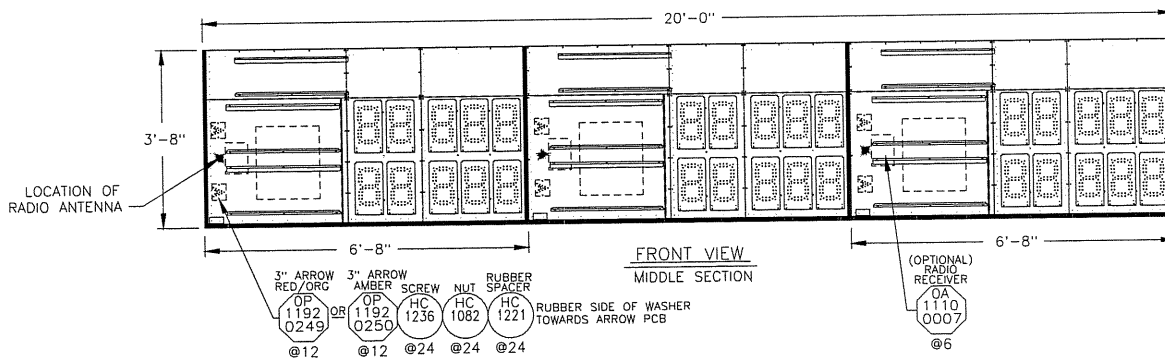 20'-0"
3'-8"
LOCATION OF
RADIO ANTENNA
6'-8"
FRONT VIEW
MIDDLE SECTION
6'-8"
3" ARROW
RED/ORG
OP
1192
0249
@12
OR
3" ARROW
AMBER
OP
1192
0250
@12
SCREW
HC
1236
@24
NUT
HC
1082
@24
RUBBER
SPACER
HC
1221
@24
RUBBER SIDE OF WASHER
TOWARDS ARROW PCB
(OPTIONAL)
RADIO
RECEIVER
OA
1110
0007
@6